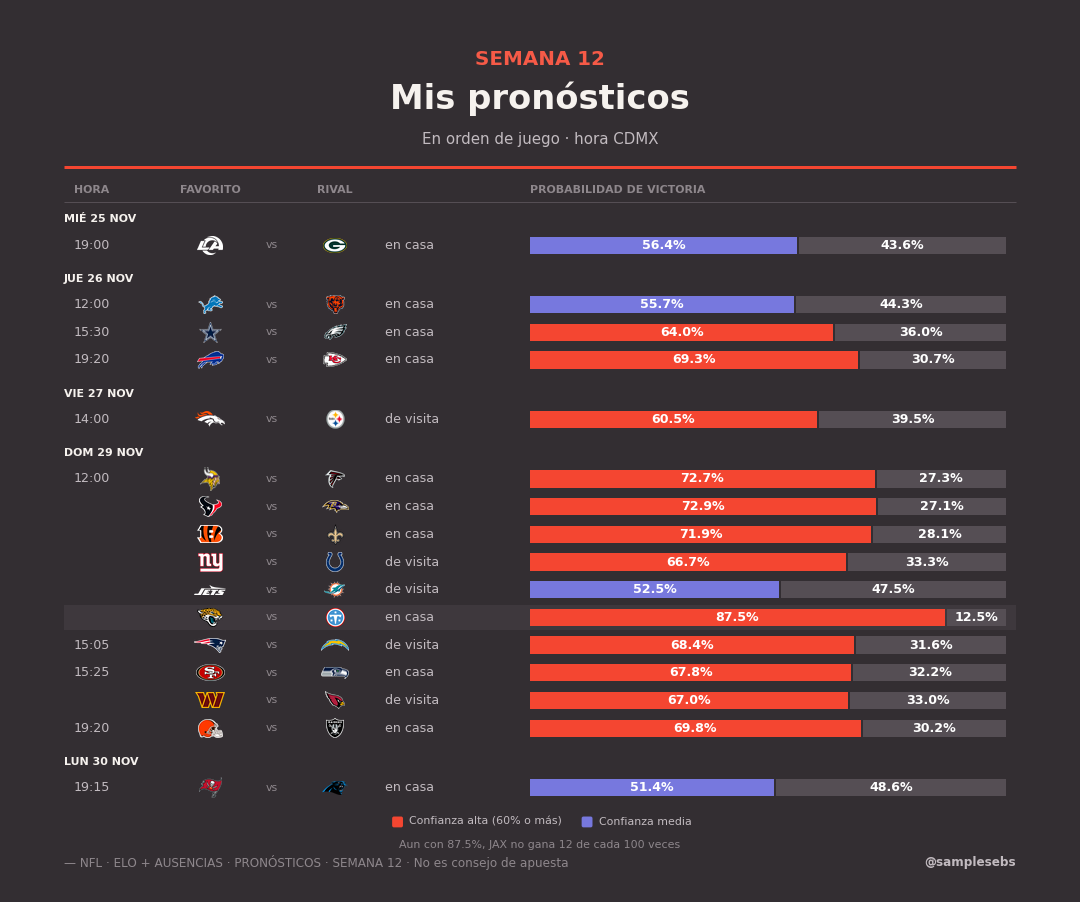 SEMANA 12
Mis pronósticos
En orden de juego · hora CDMX
HORA FAVORITO RIVAL PROBABILIDAD DE VICTORIA
MIÉ 25 NOV
19:00 LA vs G en casa 56.4% 43.6%
JUE 26 NOV
12:00 vs en casa 55.7% 44.3%
15:30 vs en casa 64.0% 36.0%
19:20 vs en casa 69.3% 30.7%
VIE 27 NOV
14:00 vs de visita 60.5% 39.5%
DOM 29 NOV
12:00 vs en casa 72.7% 27.3%
vs en casa 72.9% 27.1%
B vs en casa 71.9% 28.1%
ny vs de visita 66.7% 33.3%
JETS vs de visita 52.5% 47.5%
vs en casa 87.5% 12.5%
15:05 vs de visita 68.4% 31.6%
15:25 SF vs en casa 67.8% 32.2%
W vs de visita 67.0% 33.0%
19:20 vs en casa 69.8% 30.2%
LUN 30 NOV
19:15 vs en casa 51.4% 48.6%
Confianza alta (60% o más) Confianza media
Aun con 87.5%, JAX no gana 12 de cada 100 veces
— NFL · ELO + AUSENCIAS · PRONÓSTICOS · SEMANA 12 · No es consejo de apuesta @samplesebs